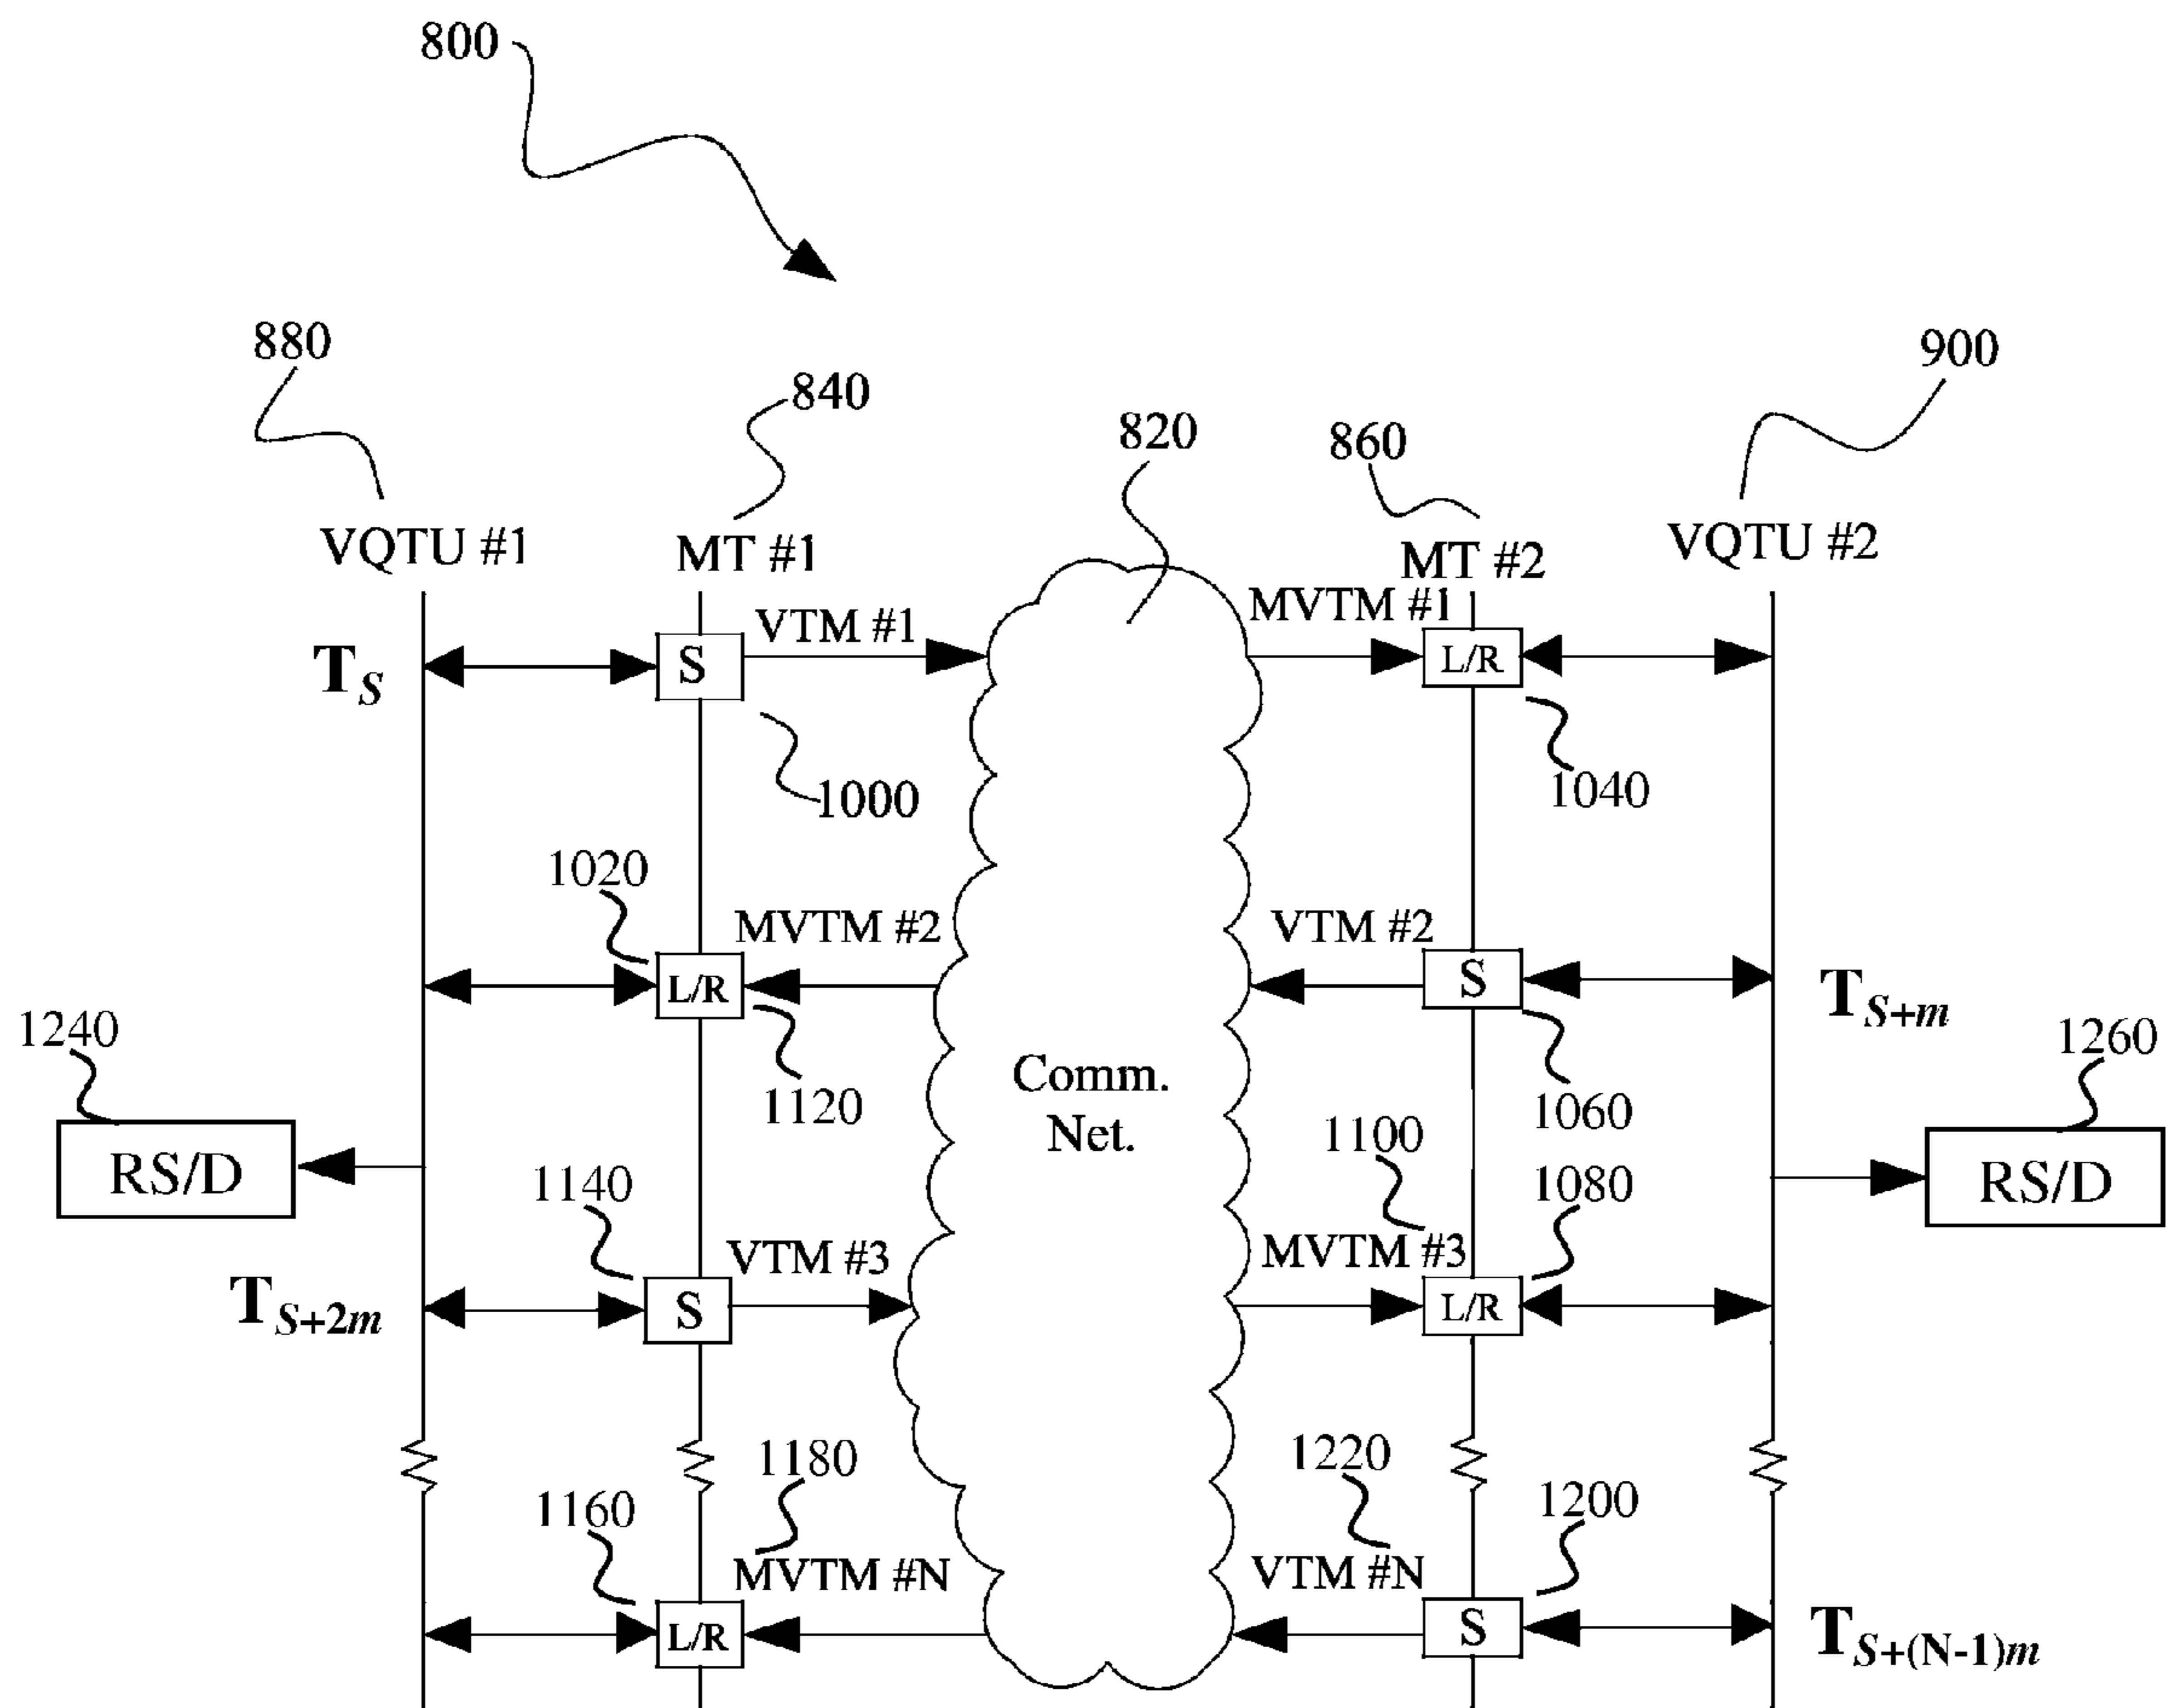 800
880
900
840
820
860
VQTU #1
MT #1
MT #2
VQTU #2
VTM #1
MVTM #1
T_S
S
L/R
1000
1040
1020
MVTM #2
VTM #2
L/R
S
T_S+m
1240
1120
1060
1260
Comm.
Net.
1100
RS/D
RS/D
1140
1080
VTM #3
MVTM #3
T_S+2m
S
L/R
1180
1220
1160
1200
MVTM #N
VTM #N
L/R
S
T_S+(N-1)m